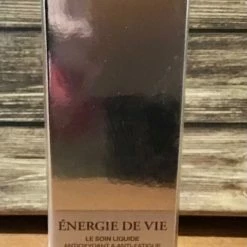 ÉNERGIE DE VIE
LE SOIN LIQUIDE
ANTIOXYDANT & ANTI-FATIGUE